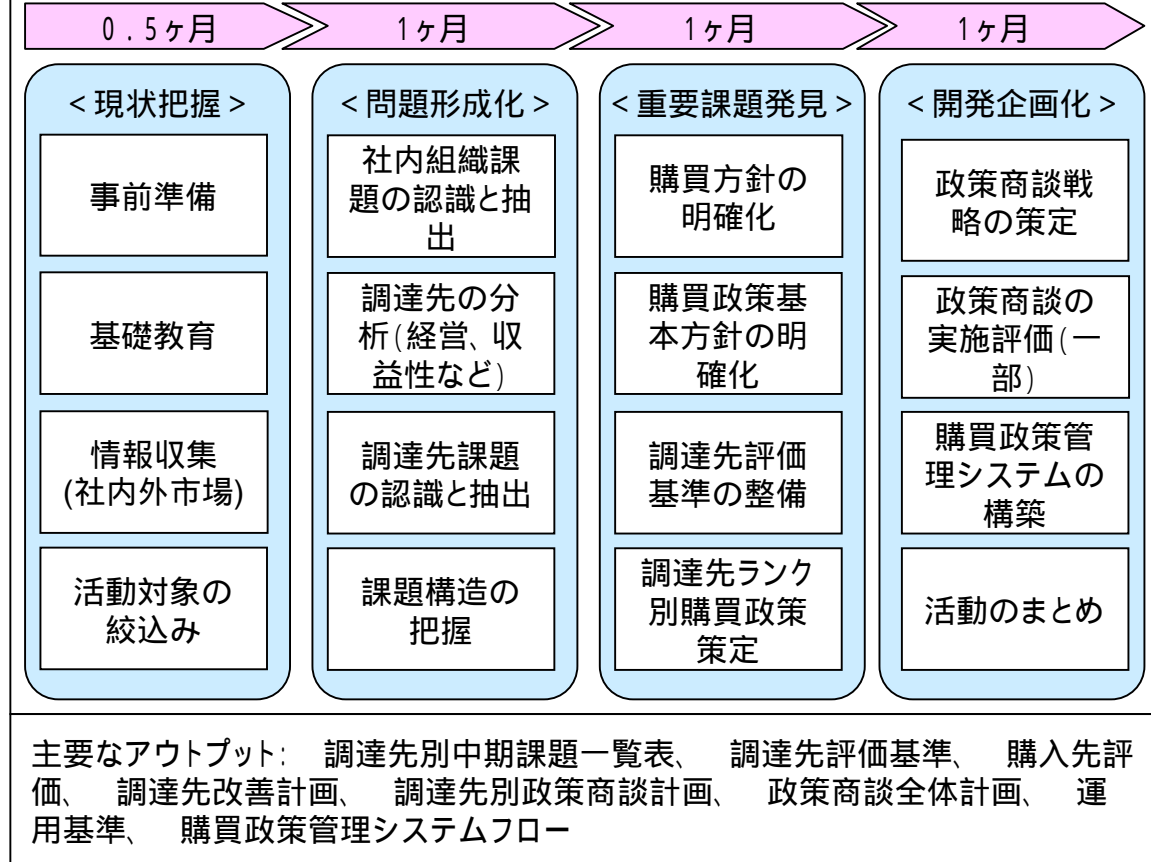 0.5ヶ月
1ヶ月
1ヶ月
1ヶ月
<現状把握>
事前準備
基礎教育
情報収集
(社内外市場)
活動対象の
絞込み
<問題形成化>
社内組織課
題の認識と抽
出
調達先の分
析(経営、収
益性など)
調達先課題
の認識と抽出
課題構造の
把握
<重要課題発見>
購買方針の
明確化
購買政策基
本方針の明
確化
調達先評価
基準の整備
調達先ランク
別購買政策
策定
<開発企画化>
政策商談戦
略の策定
政策商談の
実施評価(一
部)
購買政策管
理システムの
構築
活動のまとめ
主要なアウトプット: 調達先別中期課題一覧表、 調達先評価基準、 購入先評
価、 調達先改善計画、 調達先別政策商談計画、 政策商談全体計画、 運
用基準、 購買政策管理システムフロー